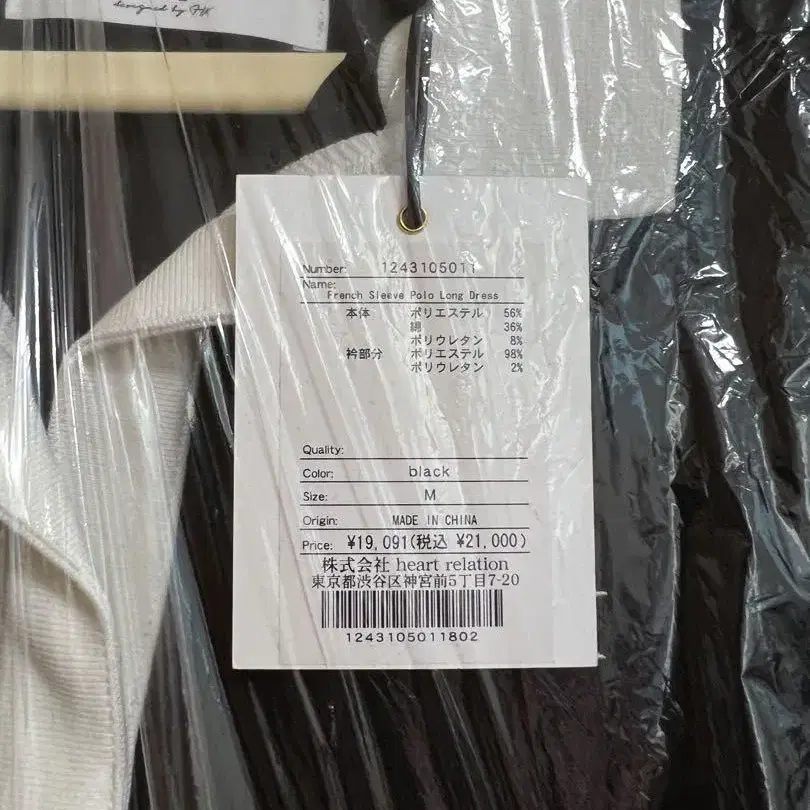 designed by
Number: 1243105011
Name:
French Sleeve Polo Long Dress
本体 ポリエステル 56%
綿 36%
ポリウレタン 8%
衿部分 ポリエステル 98%
ポリウレタン 2%
Quality:
Color: black
Size: M
Origin: MADE IN CHINA
Price: ¥19,091(税込 ¥21,000)
株式会社 heart relation
東京都渋谷区神宮前5丁目7-20
1243105011802